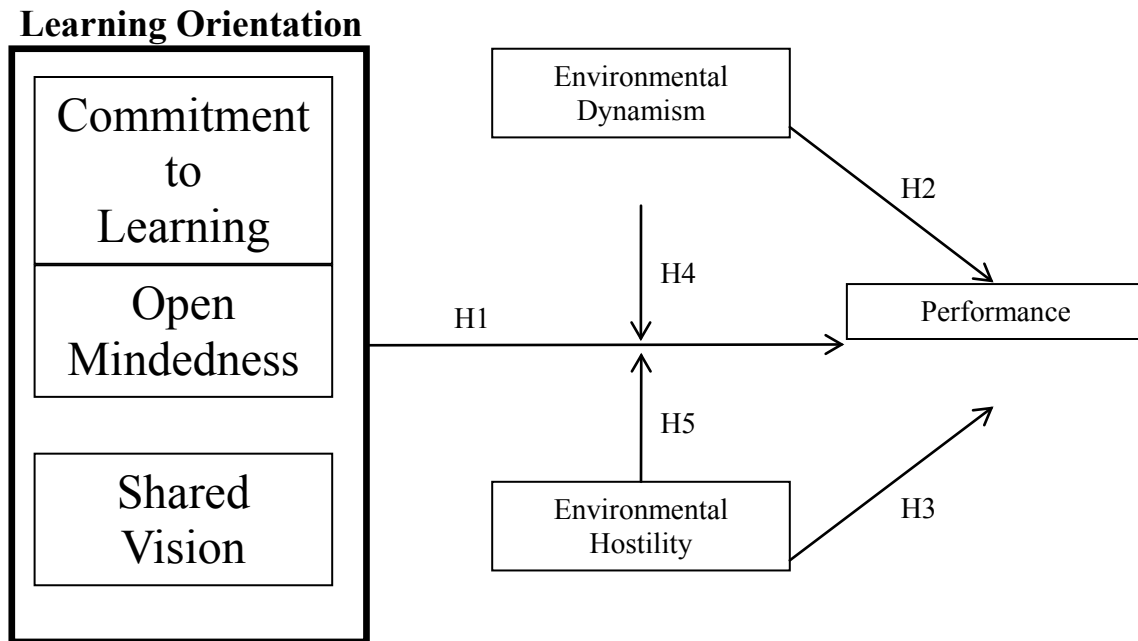 Learning Orientation
Commitment
to
Learning
Open
Mindedness
Shared
Vision
Environmental
Dynamism
H2
H4
H1
Performance
H5
Environmental
Hostility
H3